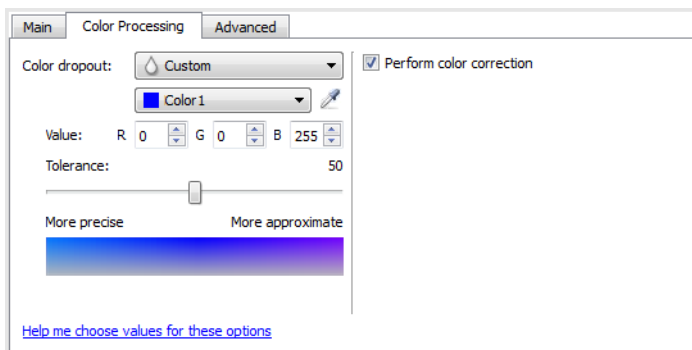 Main Color Processing Advanced
Color dropout: Custom
Perform color correction
Color1
Value: R 0 G 0 B 255
Tolerance: 50
More precise More approximate
Help me choose values for these options